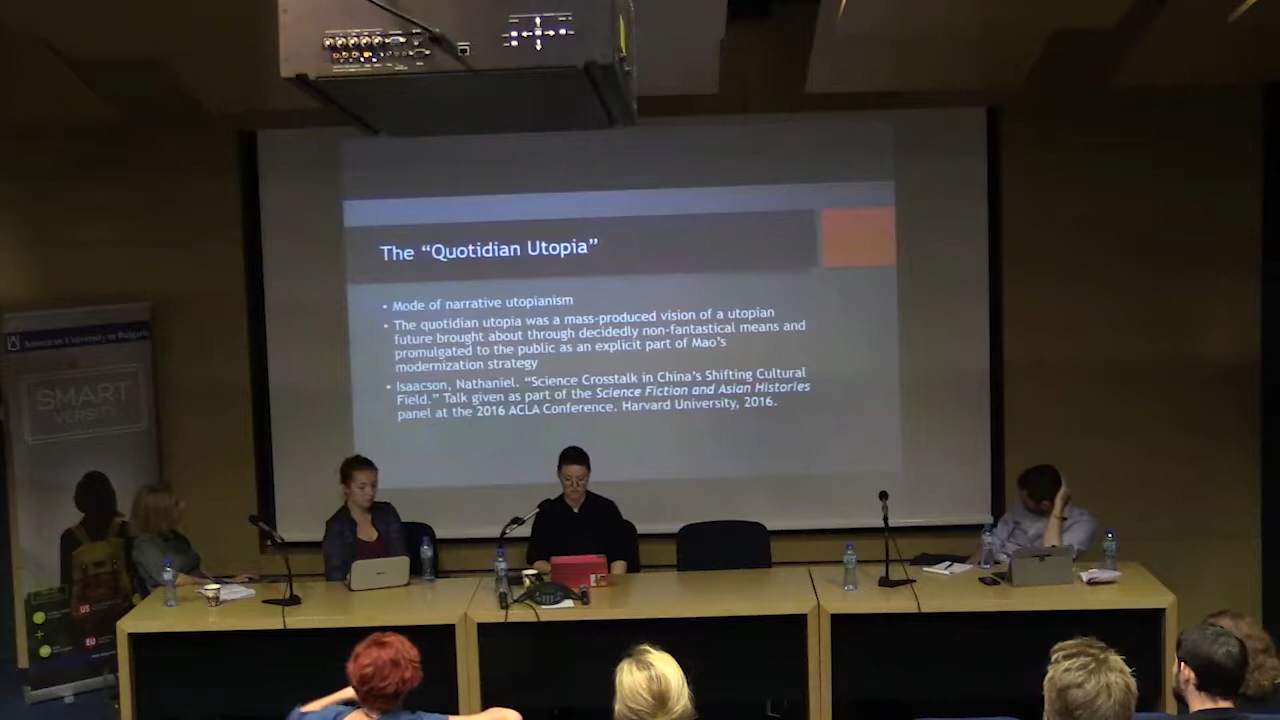 The “Quotidian Utopia”
• Mode of narrative utopianism
• The quotidian utopia was a mass-produced vision of a utopian
future brought about through decidedly non-fantastical means and
promulgated to the public as an explicit part of Mao’s
modernization strategy
• Isaacson, Nathaniel. “Science Crosstalk in China’s Shifting Cultural
Field.” Talk given as part of the Science Fiction and Asian Histories
panel at the 2016 ACLA Conference. Harvard University, 2016.
American University in Bulgaria
SMART
VERSITY
US
+
EU